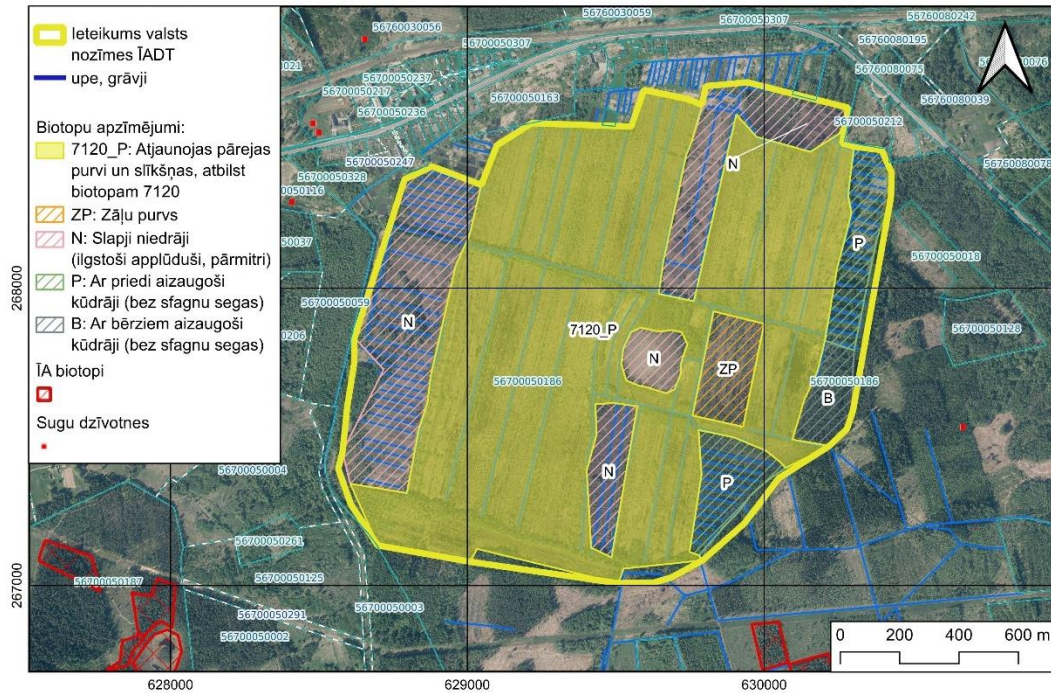 Ieteikums valsts
nozīmes ĪADT
upe, grāvji
Biotopu apzīmējumi:
7120_P: Atjaunojas pārejas
purvi un slīkšņas, atbilst
biotopam 7120
ZP: Zāļu purvs
N: Slapji niedrāji
(ilgstoši applūduši, pārmitri)
P: Ar priedi aizaugoši
kūdrāji (bez sfagnu segas)
B: Ar bērziem aizaugoši
kūdrāji (bez sfagnu segas)
ĪA biotopi
Sugu dzīvotnes
56760030056
56760030059
56700050307
56700050307
56760080242
56760080195
56760080075
56760080039
56760080078
56700050237
56700050217
56700050236
56700050163
56700050212
56700050247
56700050328
56700050059
56700050018
56700050128
56700050186
56700050186
56700050004
56700050261
56700050125
56700050187
56700050291
56700050002
56700050003
N
N
P
7120_P
N
ZP
B
N
P
268000
267000
628000
629000
630000
0 200 400 600 m